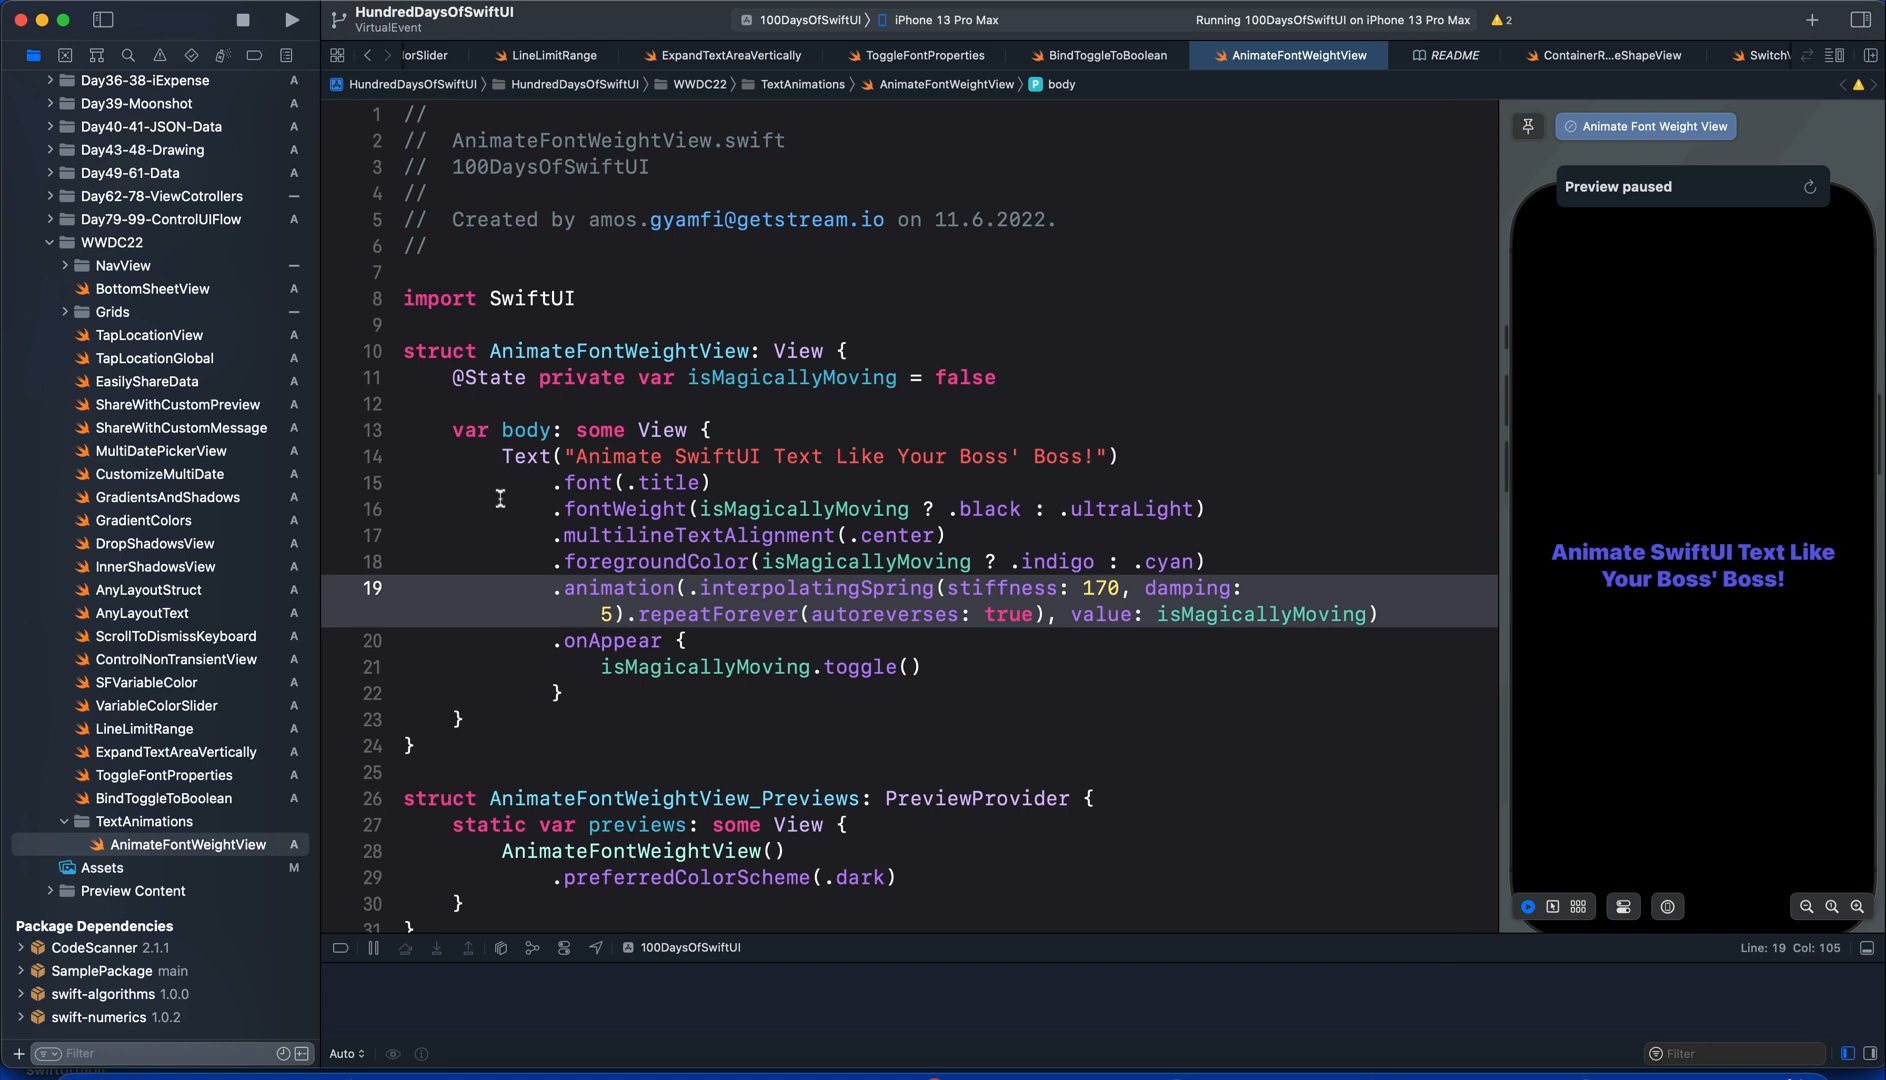 HundredDaysOfSwiftUI
VirtualEvent
100DaysOfSwiftUI
iPhone 13 Pro Max
Running 100DaysOfSwiftUI on iPhone 13 Pro Max
2
orSlider
LineLimitRange
ExpandTextAreaVertically
ToggleFontProperties
BindToggleToBoolean
AnimateFontWeightView
README
ContainerR...eShapeView
Switch
HundredDaysOfSwiftUI
HundredDaysOfSwiftUI
WWDC22
TextAnimations
AnimateFontWeightView
P body
Day36-38-iExpense A
Day39-Moonshot A
Day40-41-JSON-Data A
Day43-48-Drawing A
Day49-61-Data A
Day62-78-ViewCotrollers
Day79-99-ControlUIFlow A
WWDC22
NavView
BottomSheetView A
Grids
TapLocationView A
TapLocationGlobal A
EasilyShareData A
ShareWithCustomPreview A
ShareWithCustomMessage A
MultiDatePickerView A
CustomizeMultiDate A
GradientsAndShadows A
GradientColors A
DropShadowsView A
InnerShadowsView A
AnyLayoutStruct A
AnyLayoutText A
ScrollToDismissKeyboard A
ControlNonTransientView A
SFVariableColor A
VariableColorSlider A
LineLimitRange A
ExpandTextAreaVertically A
ToggleFontProperties A
BindToggleToBoolean A
TextAnimations
AnimateFontWeightView A
Assets M
Preview Content
Package Dependencies
CodeScanner 2.1.1
SamplePackage main
swift-algorithms 1.0.0
swift-numerics 1.0.2
Filter
1 //
2 // AnimateFontWeightView.swift
3 // 100DaysOfSwiftUI
4 //
5 // Created by amos.gyamfi@getstream.io on 11.6.2022.
6 //
7
8 import SwiftUI
9
10 struct AnimateFontWeightView: View {
11 @State private var isMagicallyMoving = false
12
13 var body: some View {
14 Text("Animate SwiftUI Text Like Your Boss' Boss!")
15 .font(.title)
16 .fontWeight(isMagicallyMoving ? .black : .ultraLight)
17 .multilineTextAlignment(.center)
18 .foregroundColor(isMagicallyMoving ? .indigo : .cyan)
19 .animation(.interpolatingSpring(stiffness: 170, damping:
5).repeatForever(autoreverses: true), value: isMagicallyMoving)
20 .onAppear {
21 isMagicallyMoving.toggle()
22 }
23 }
24 }
25
26 struct AnimateFontWeightView_Previews: PreviewProvider {
27 static var previews: some View {
28 AnimateFontWeightView()
29 .preferredColorScheme(.dark)
30 }
31 }
Animate Font Weight View
Preview paused
Animate SwiftUI Text Like
Your Boss' Boss!
100DaysOfSwiftUI
Line: 19 Col: 105
Auto
Filter